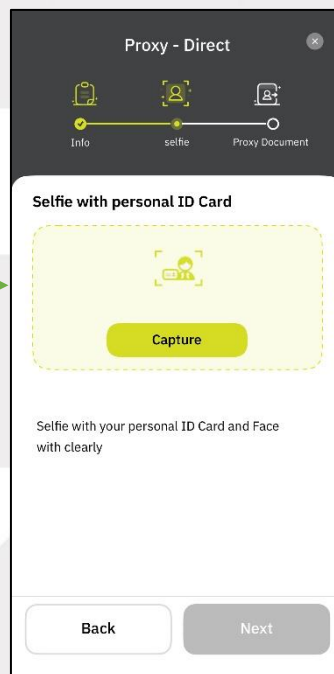 Proxy - Direct
Info
selfie
Proxy Document
Selfie with personal ID Card
Capture
Selfie with your personal ID Card and Face
with clearly
Back
Next